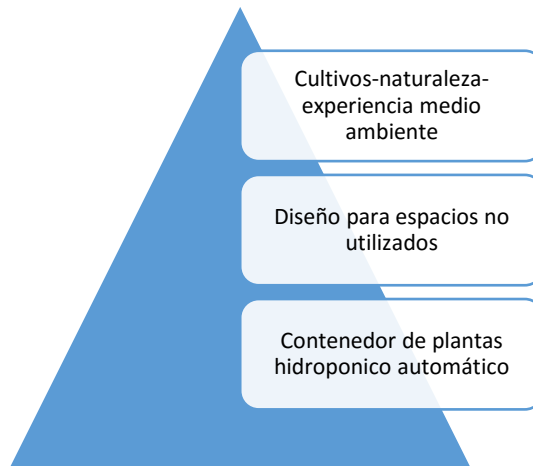 Cultivos-naturaleza-
experiencia medio
ambiente
Diseño para espacios no
utilizados
Contenedor de plantas
hidroponico automático